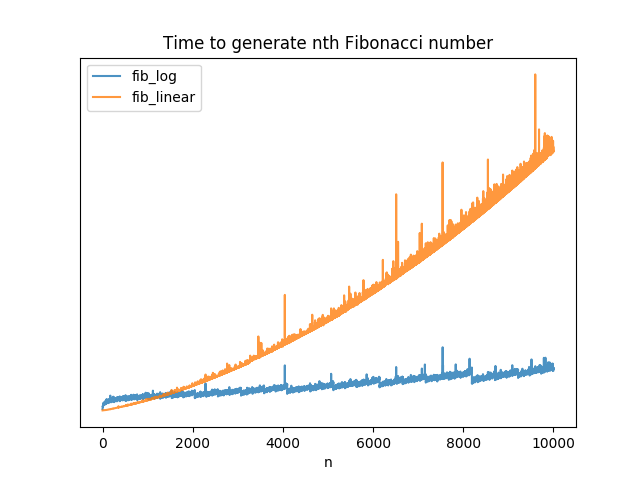 Time to generate nth Fibonacci number
fib_log
fib_linear
0 2000 4000 6000 8000 10000
n